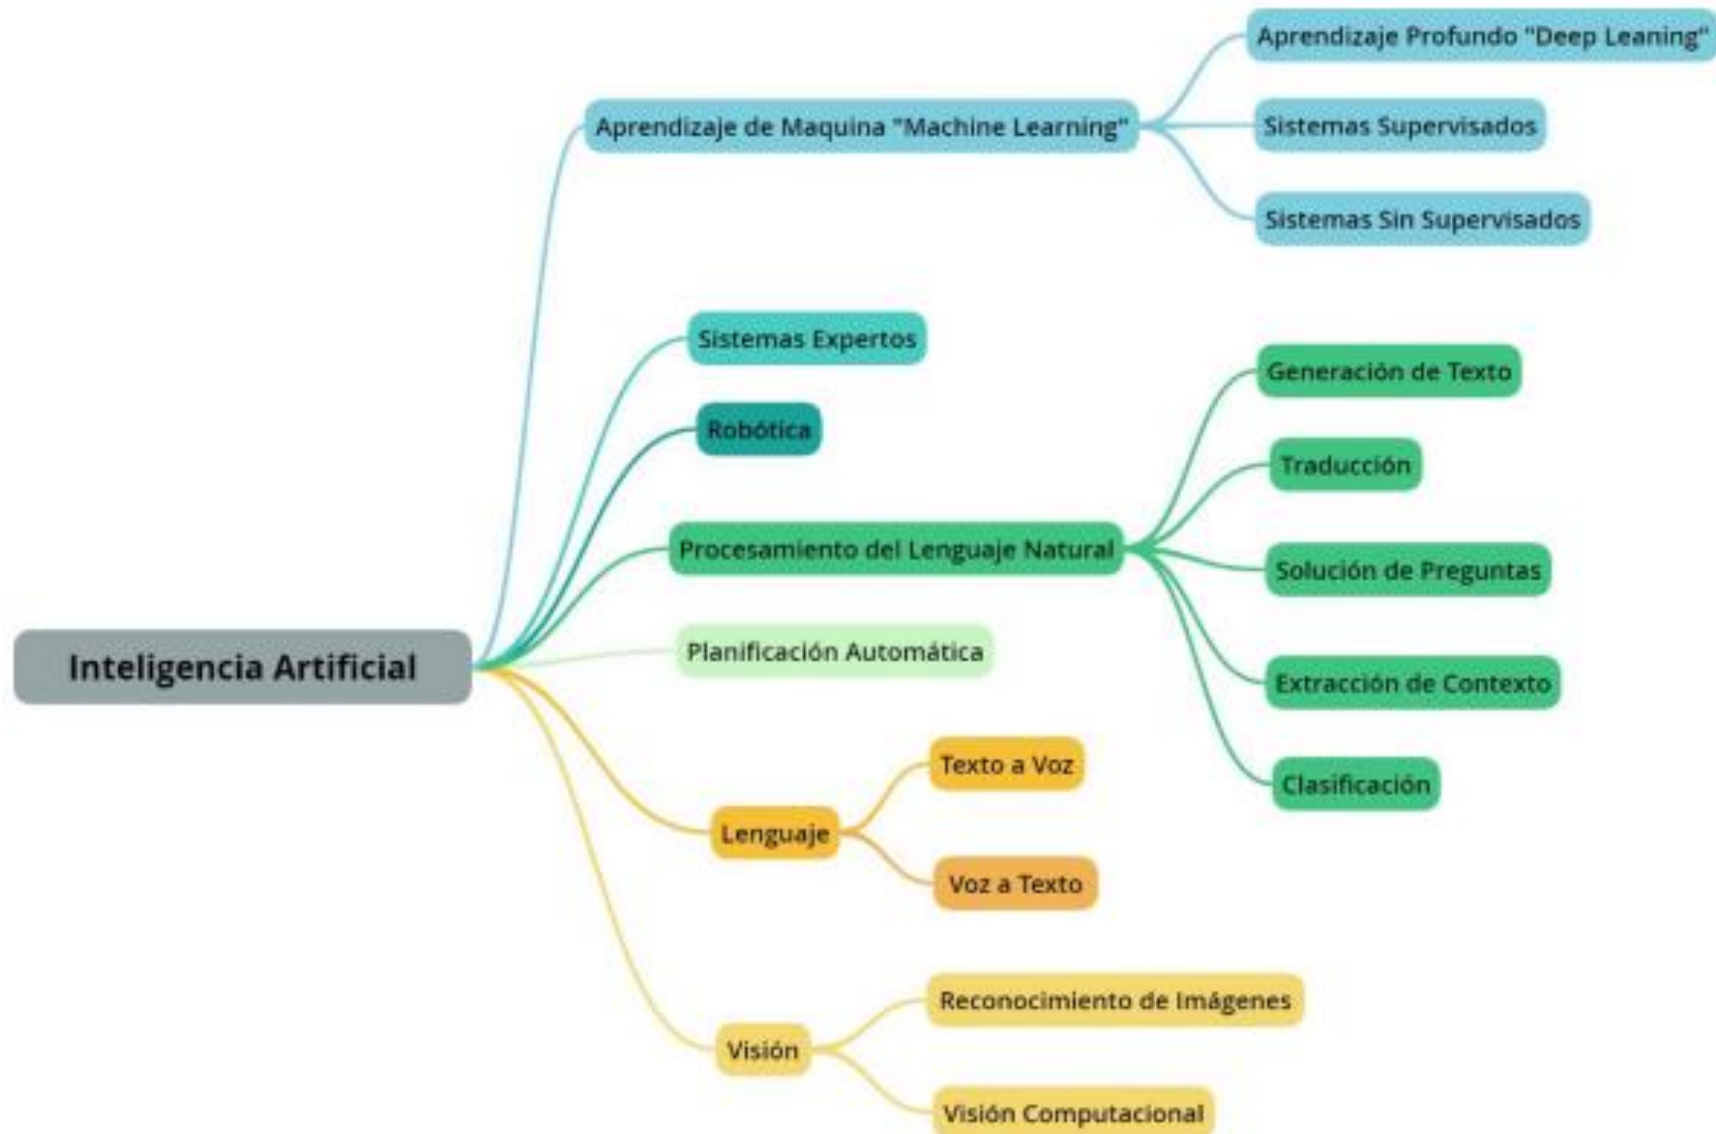 Inteligencia Artificial
Aprendizaje de Maquina "Machine Learning"
Aprendizaje Profundo "Deep Leaning"
Sistemas Supervisados
Sistemas Sin Supervisados
Sistemas Expertos
Robótica
Procesamiento del Lenguaje Natural
Generación de Texto
Traducción
Solución de Preguntas
Extracción de Contexto
Clasificación
Planificación Automática
Lenguaje
Texto a Voz
Voz a Texto
Visión
Reconocimiento de Imágenes
Visión Computacional